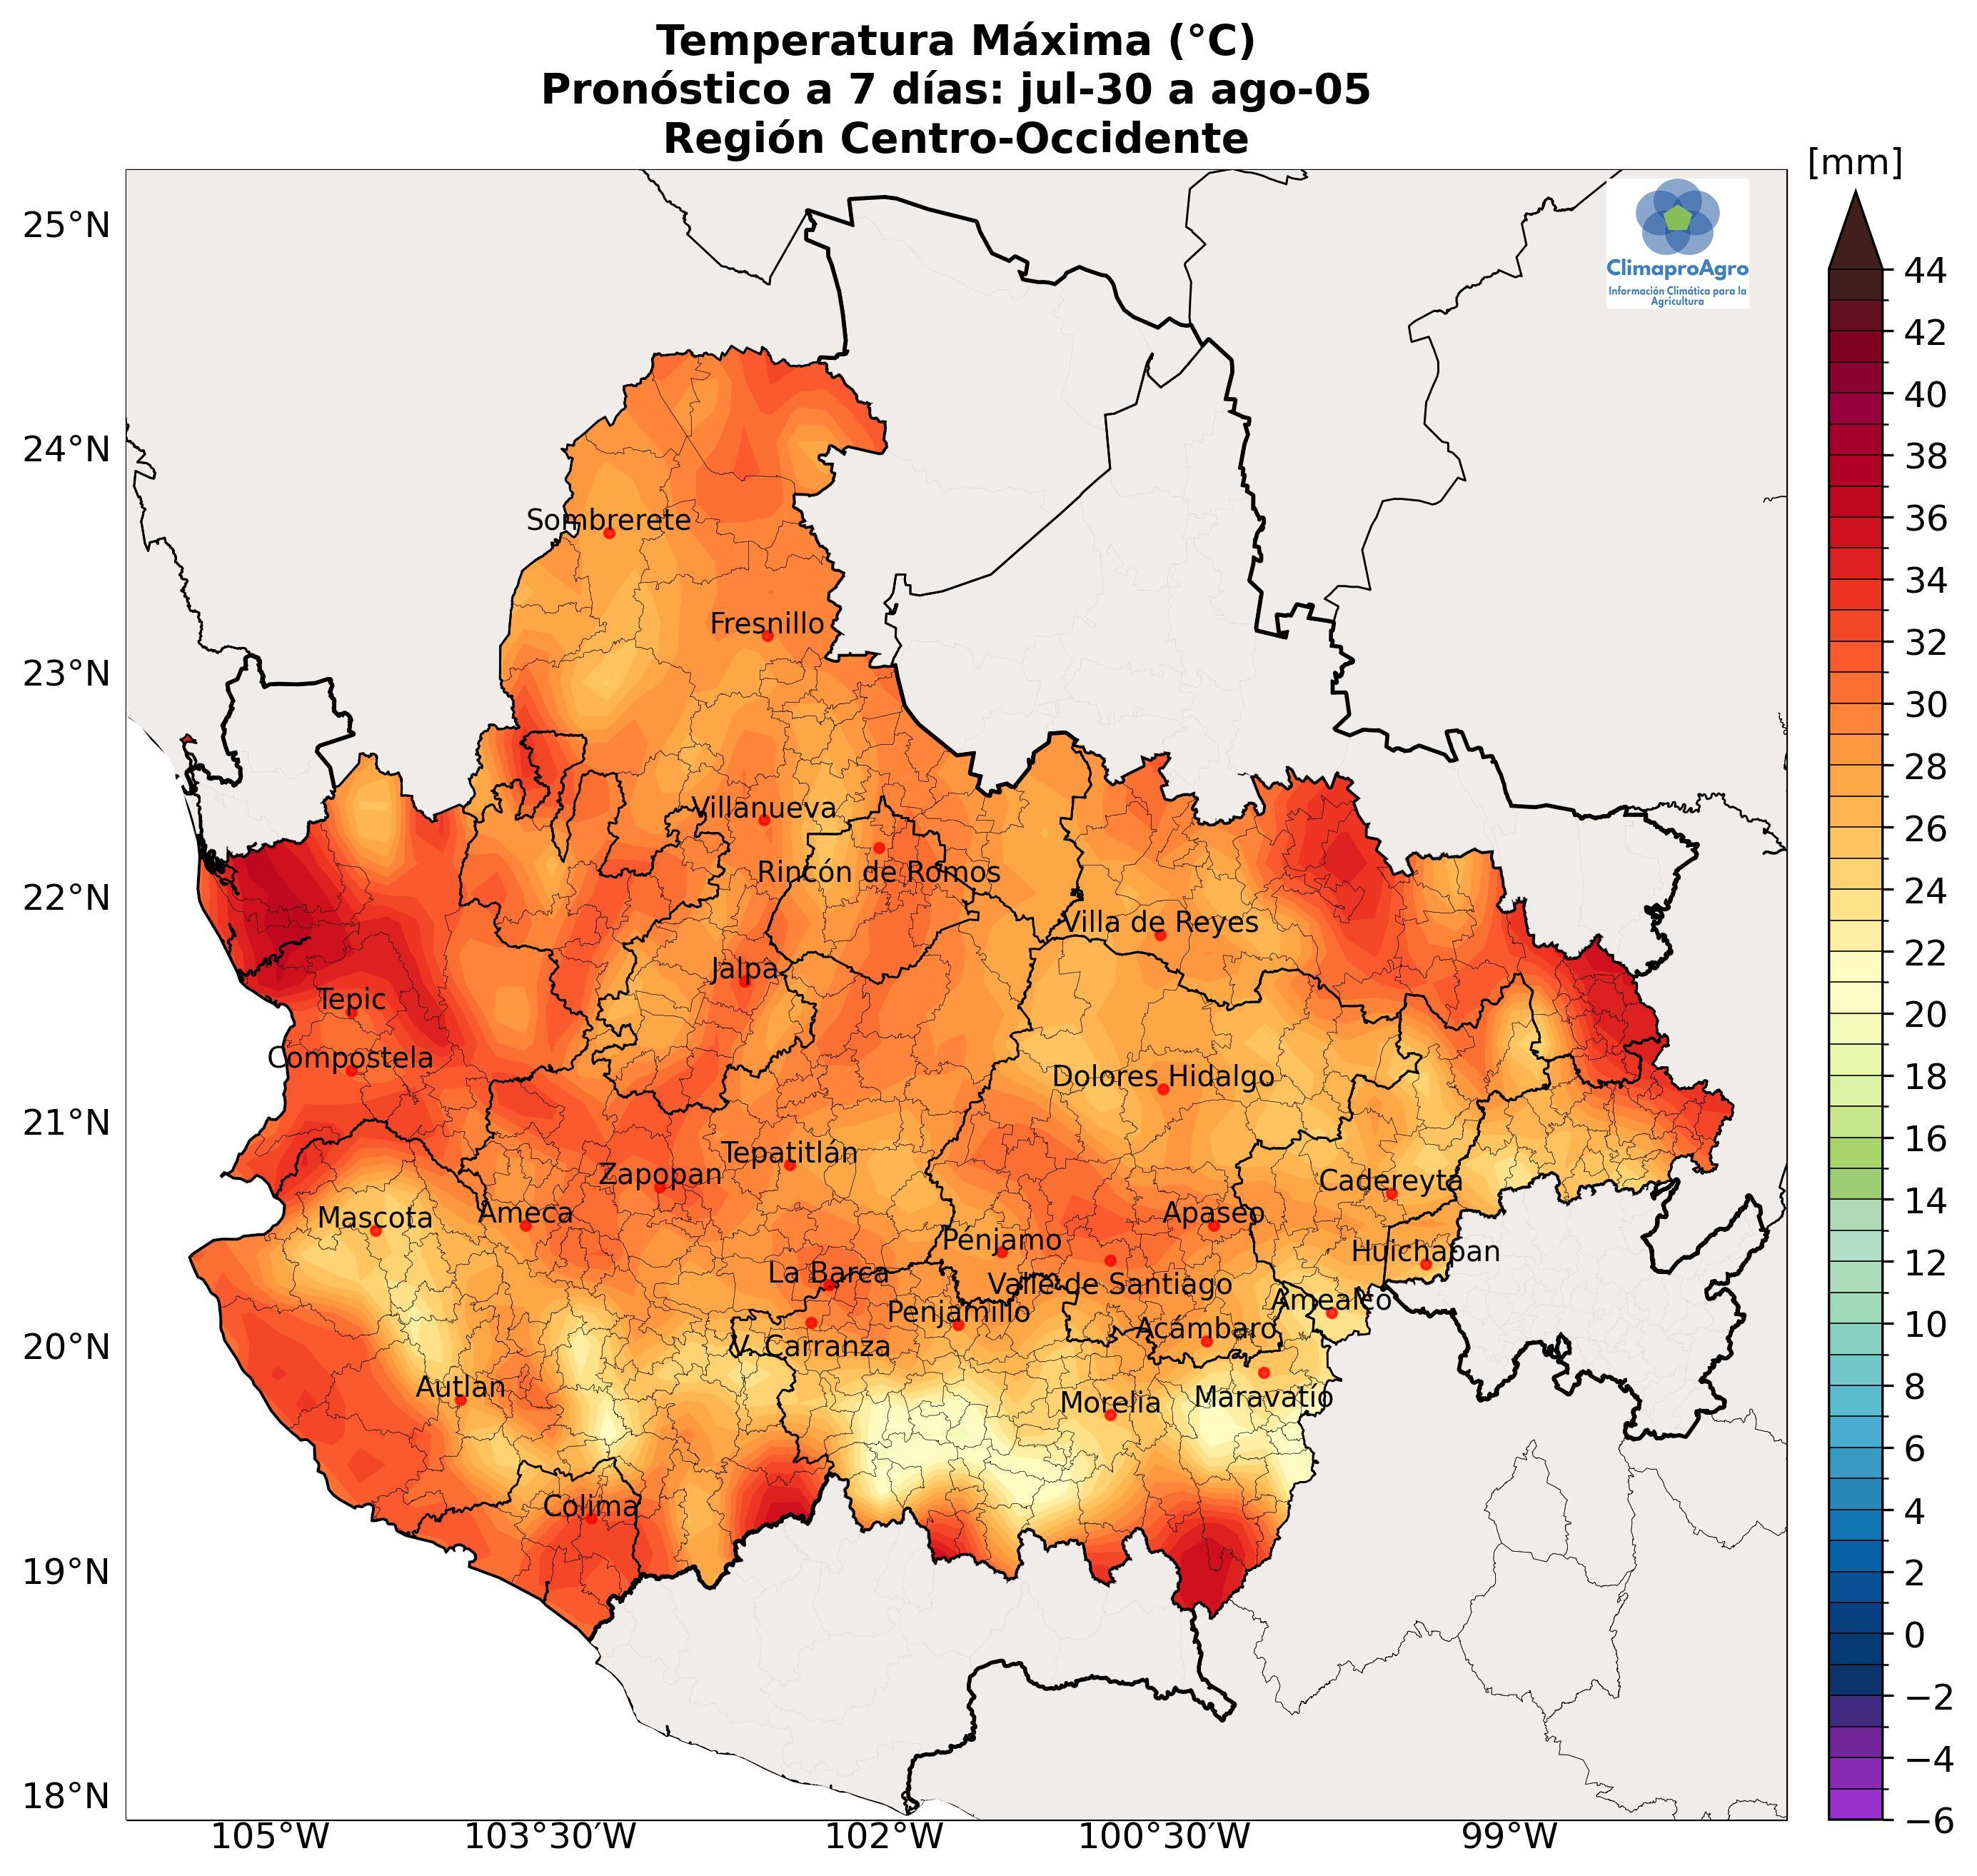 Temperatura Máxima (°C)
Pronóstico a 7 días: jul-30 a ago-05
Región Centro-Occidente
[mm]
ClimaproAgro
Información Climática para la
Agricultura
25°N
24°N
23°N
22°N
21°N
20°N
19°N
18°N
105°W
103°30′W
102°W
100°30′W
99°W
Sombrerete
Fresnillo
Villanueva
Rincón de Romos
Villa de Reyes
Jalpa
Tepic
Compostela
Dolores Hidalgo
Tepatitlán
Zapopan
Cadereyta
Mascota
Ameca
Apaseo
Pénjamo
Huichapan
La Barca
Valle de Santiago
Amealco
Penjamillo
Acámbaro
V. Carranza
Autlan
Morelia
Maravatío
Colima
44
42
40
38
36
34
32
30
28
26
24
22
20
18
16
14
12
10
8
6
4
2
0
−2
−4
−6